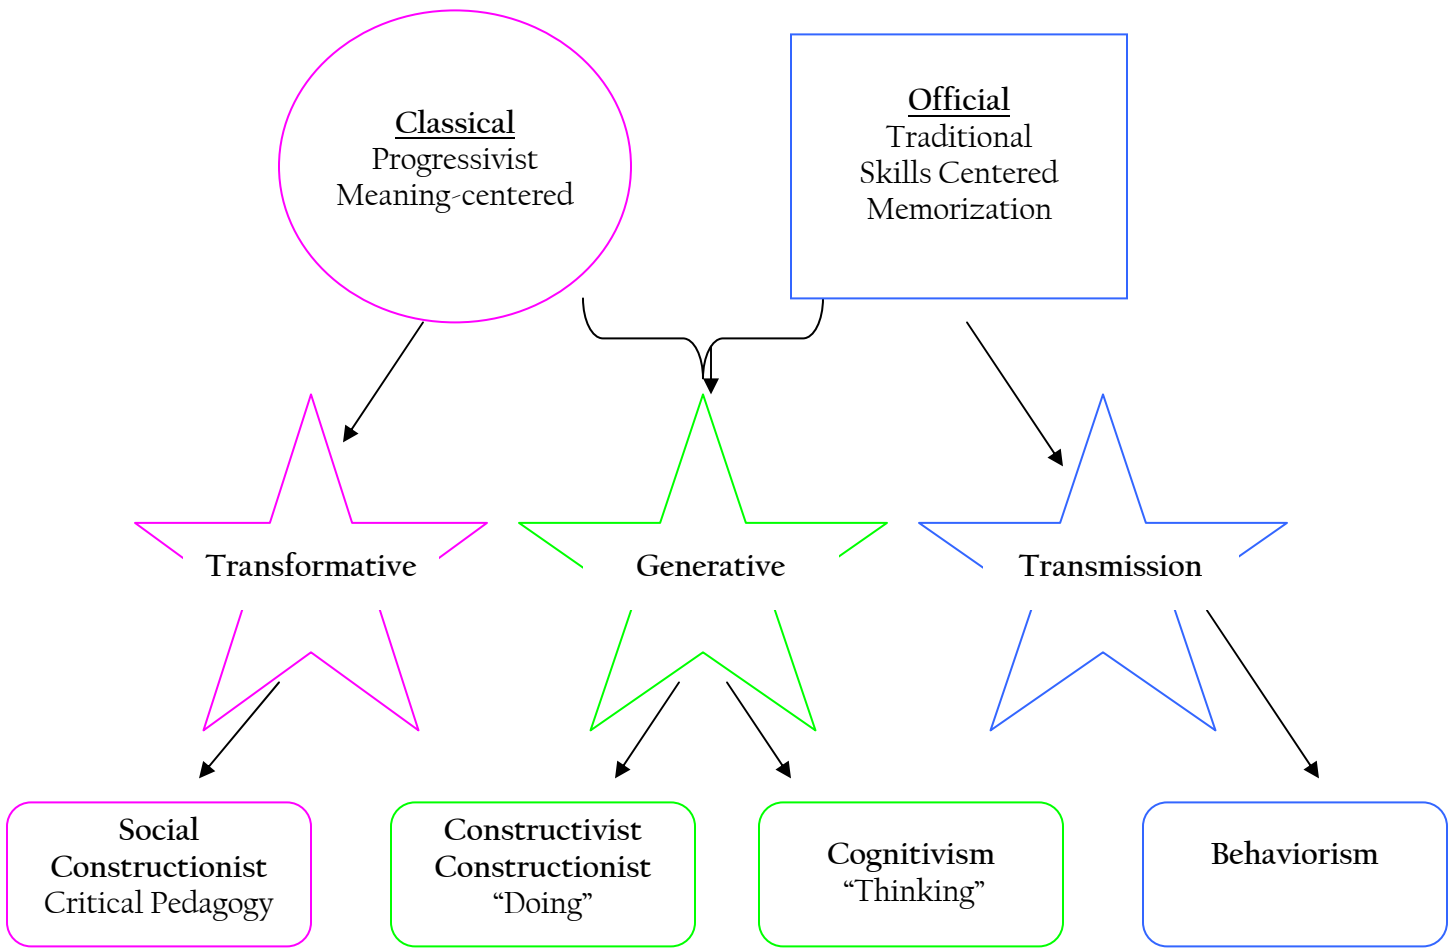 Classical
Progressivist
Meaning-centered
Official
Traditional
Skills Centered
Memorization
Transformative
Generative
Transmission
Social
Constructionist
Critical Pedagogy
Constructivist
Constructionist
“Doing”
Cognitivism
“Thinking”
Behaviorism